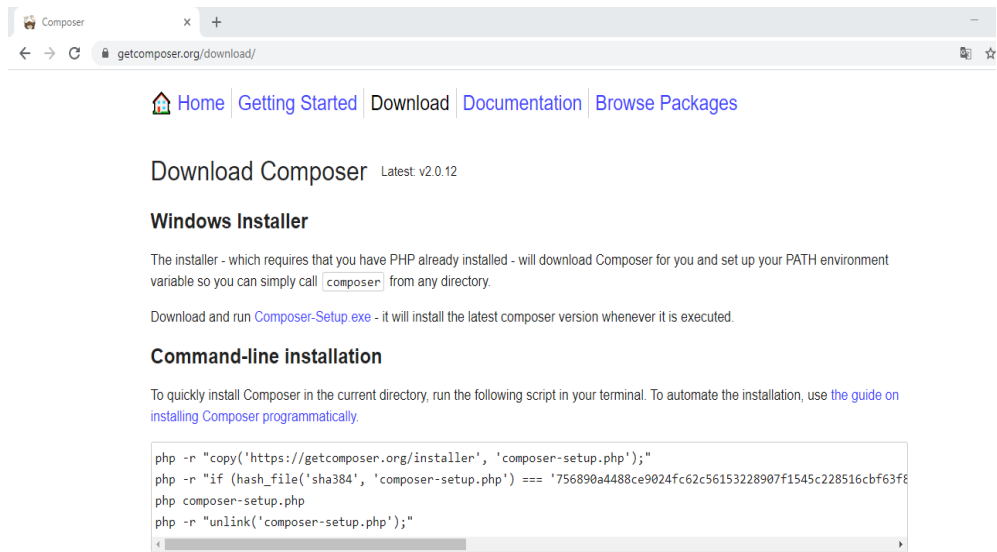 Composer
getcomposer.org/download/
Home Getting Started Download Documentation Browse Packages
Download Composer Latest: v2.0.12
Windows Installer
The installer - which requires that you have PHP already installed - will download Composer for you and set up your PATH environment
variable so you can simply call composer from any directory.
Download and run Composer-Setup.exe - it will install the latest composer version whenever it is executed.
Command-line installation
To quickly install Composer in the current directory, run the following script in your terminal. To automate the installation, use the guide on
installing Composer programmatically.
php -r "copy('https://getcomposer.org/installer', 'composer-setup.php');"
php -r "if (hash_file('sha384', 'composer-setup.php') === '756890a4488ce9024fc62c56153228907f1545c228516cbf63f8
php composer-setup.php
php -r "unlink('composer-setup.php');"